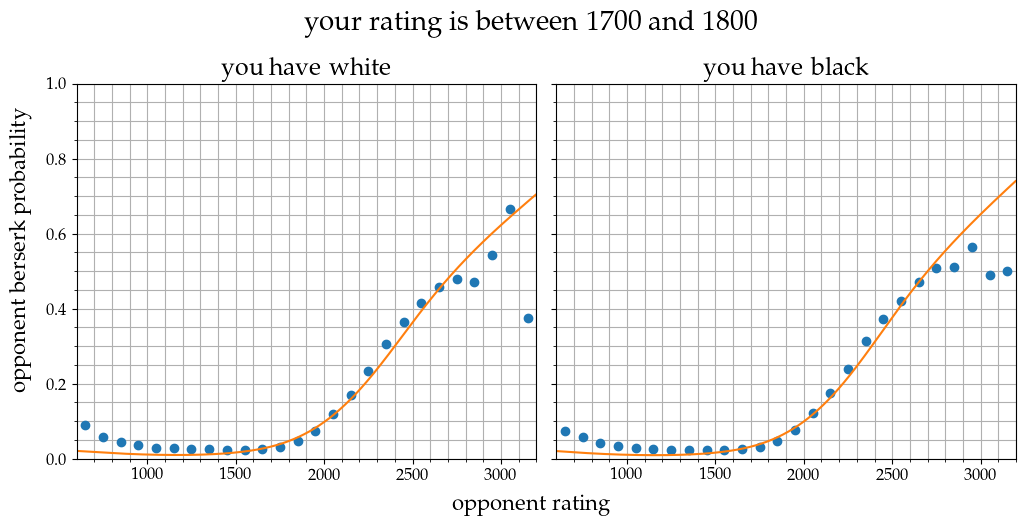 your rating is between 1700 and 1800
you have white
you have black
opponent berserk probability
1.0
0.8
0.6
0.4
0.2
0.0
1000 1500 2000 2500 3000
1000 1500 2000 2500 3000
opponent rating